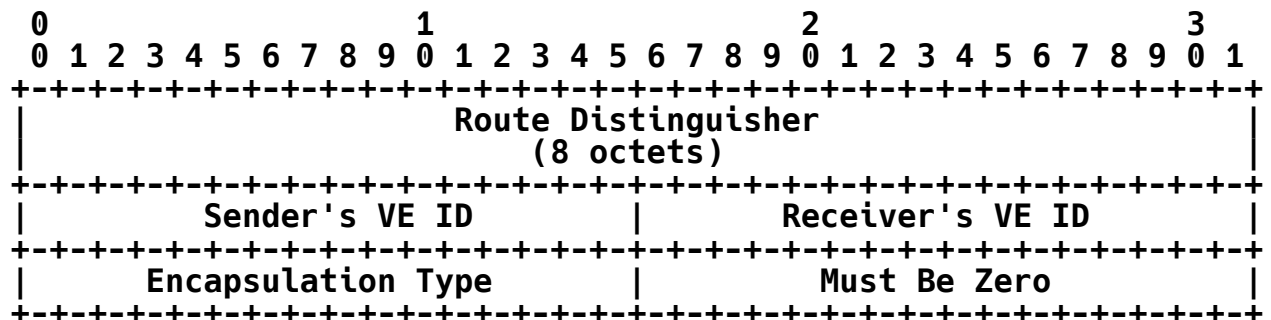 0                   1                   2                   3
 0 1 2 3 4 5 6 7 8 9 0 1 2 3 4 5 6 7 8 9 0 1 2 3 4 5 6 7 8 9 0 1
+-+-+-+-+-+-+-+-+-+-+-+-+-+-+-+-+-+-+-+-+-+-+-+-+-+-+-+-+-+-+-+-+
|                      Route Distinguisher                      |
|                          (8 octets)                           |
+-+-+-+-+-+-+-+-+-+-+-+-+-+-+-+-+-+-+-+-+-+-+-+-+-+-+-+-+-+-+-+-+
|         Sender's VE ID        |       Receiver's VE ID        |
+-+-+-+-+-+-+-+-+-+-+-+-+-+-+-+-+-+-+-+-+-+-+-+-+-+-+-+-+-+-+-+-+
|      Encapsulation Type       |         Must Be Zero          |
+-+-+-+-+-+-+-+-+-+-+-+-+-+-+-+-+-+-+-+-+-+-+-+-+-+-+-+-+-+-+-+-+